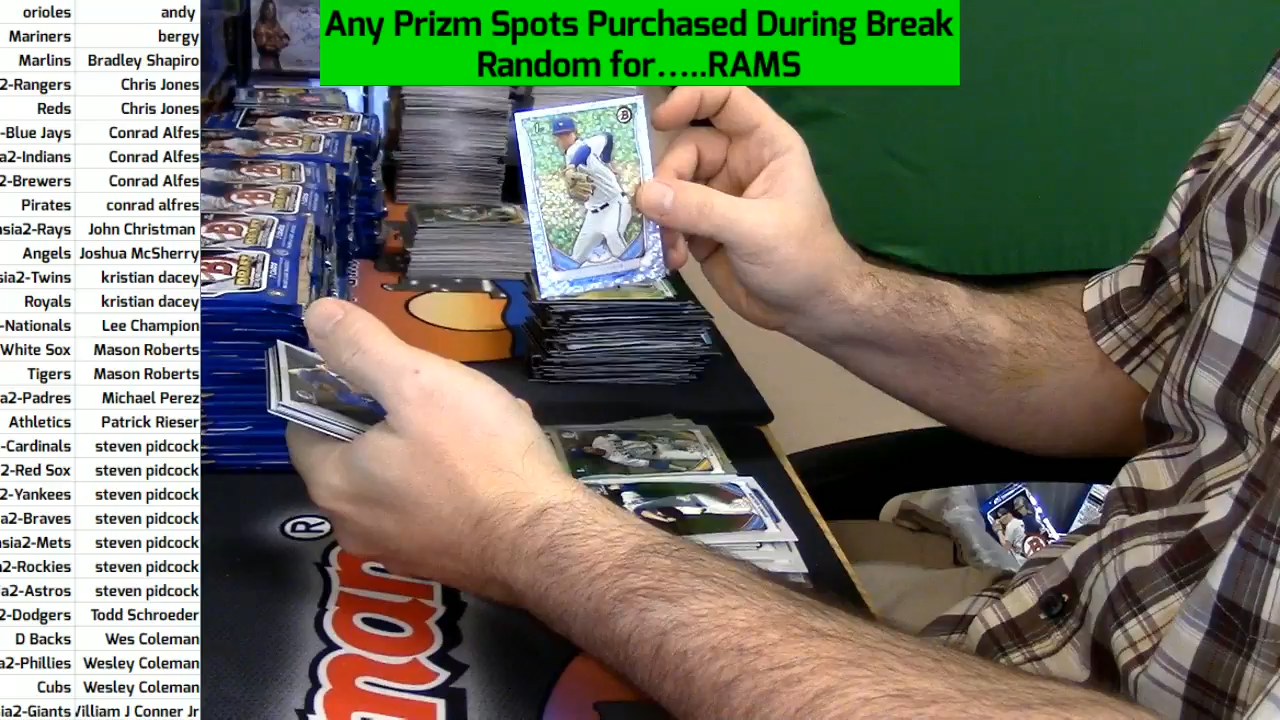 Any Prizm Spots Purchased During Break
Random for…..RAMS
orioles andy
Mariners bergy
Marlins Bradley Shapiro
2-Rangers Chris Jones
Reds Chris Jones
-Blue Jays Conrad Alfes
a2-Indians Conrad Alfes
2-Brewers Conrad Alfes
Pirates conrad alfres
sia2-Rays John Christman
Angels Joshua McSherry
sia2-Twins kristian dacey
Royals kristian dacey
-Nationals Lee Champion
White Sox Mason Roberts
Tigers Mason Roberts
a2-Padres Michael Perez
Athletics Patrick Rieser
-Cardinals steven pidcock
2-Red Sox steven pidcock
2-Yankees steven pidcock
a2-Braves steven pidcock
sia2-Mets steven pidcock
a2-Rockies steven pidcock
ia2-Astros steven pidcock
2-Dodgers Todd Schroeder
D Backs Wes Coleman
a2-Phillies Wesley Coleman
Cubs Wesley Coleman
ia2-Giants William J Conner Jr
DRAFT
B
®